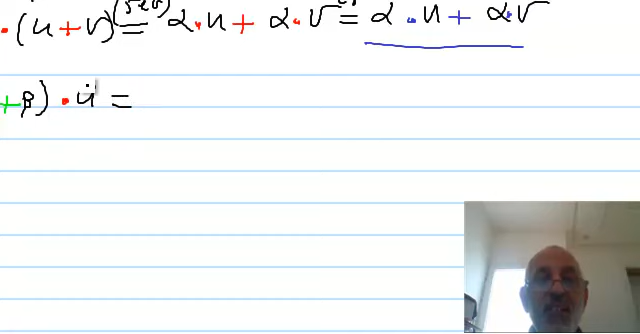 · (u + v) = α · u + α · v = α · u + α · v
+ β) · u =